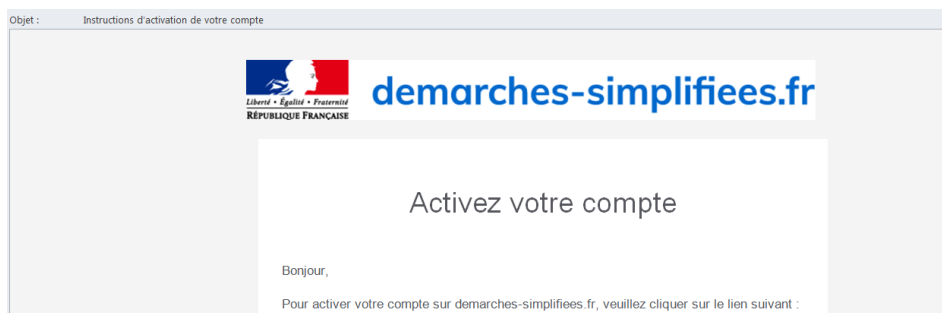 Objet : Instructions d'activation de votre compte
Liberté • Égalité • Fraternité
RÉPUBLIQUE FRANÇAISE
demarches-simplifiees.fr
Activez votre compte
Bonjour,
Pour activer votre compte sur demarches-simplifiees.fr, veuillez cliquer sur le lien suivant :